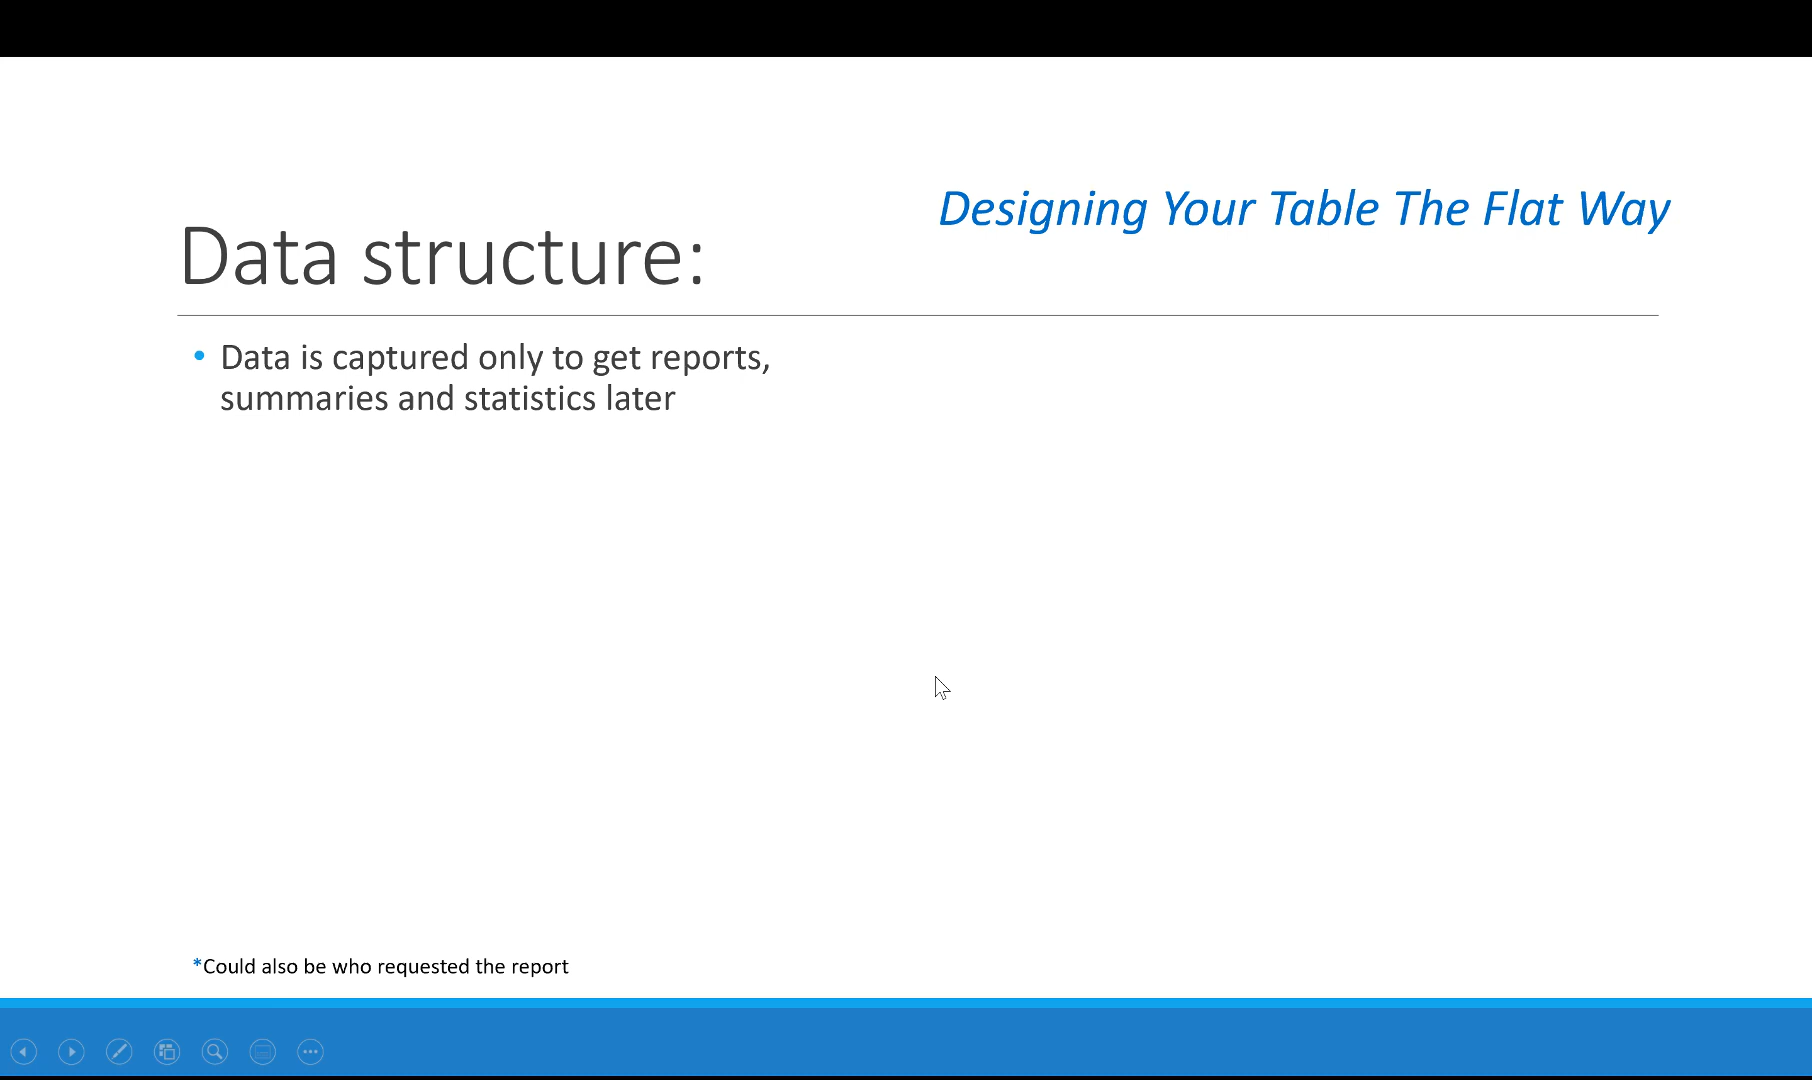 Designing Your Table The Flat Way
Data structure:
• Data is captured only to get reports,
summaries and statistics later
*Could also be who requested the report